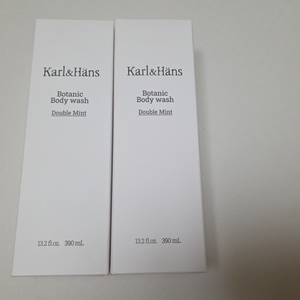 Karl&Häns
Botanic
Body wash
Double Mint
13.2 fl.oz. 390 mL
Karl&Häns
Botanic
Body wash
Double Mint
13.2 fl.oz. 390 mL